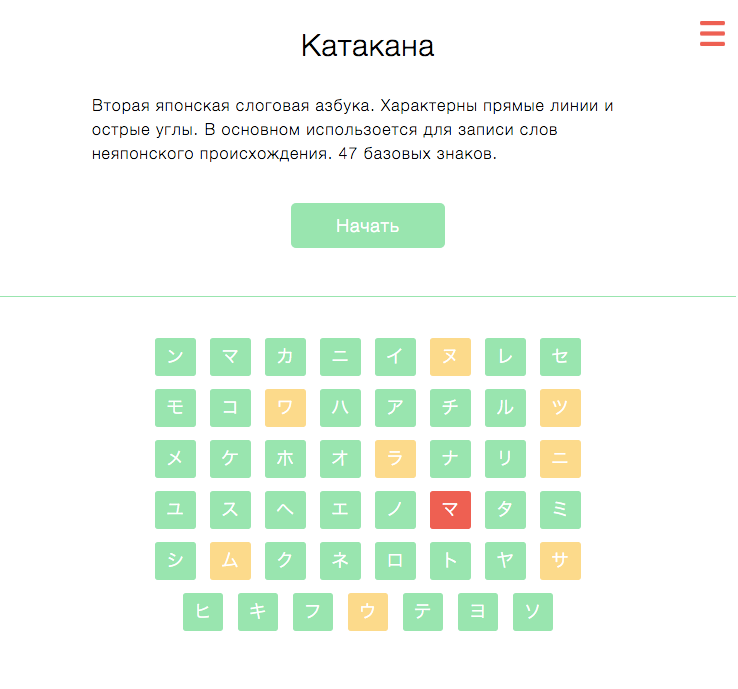 Катакана
Вторая японская слоговая азбука. Характерны прямые линии и
острые углы. В основном использоется для записи слов
неяпонского происхождения. 47 базовых знаков.
Начать
ン マ カ ニ イ ヌ レ セ
モ コ ワ ハ ア チ ル ツ
メ ケ ホ オ ラ ナ リ ニ
ユ ス ヘ エ ノ マ タ ミ
シ ム ク ネ ロ ト ヤ サ
ヒ キ フ ウ テ ヨ ソ